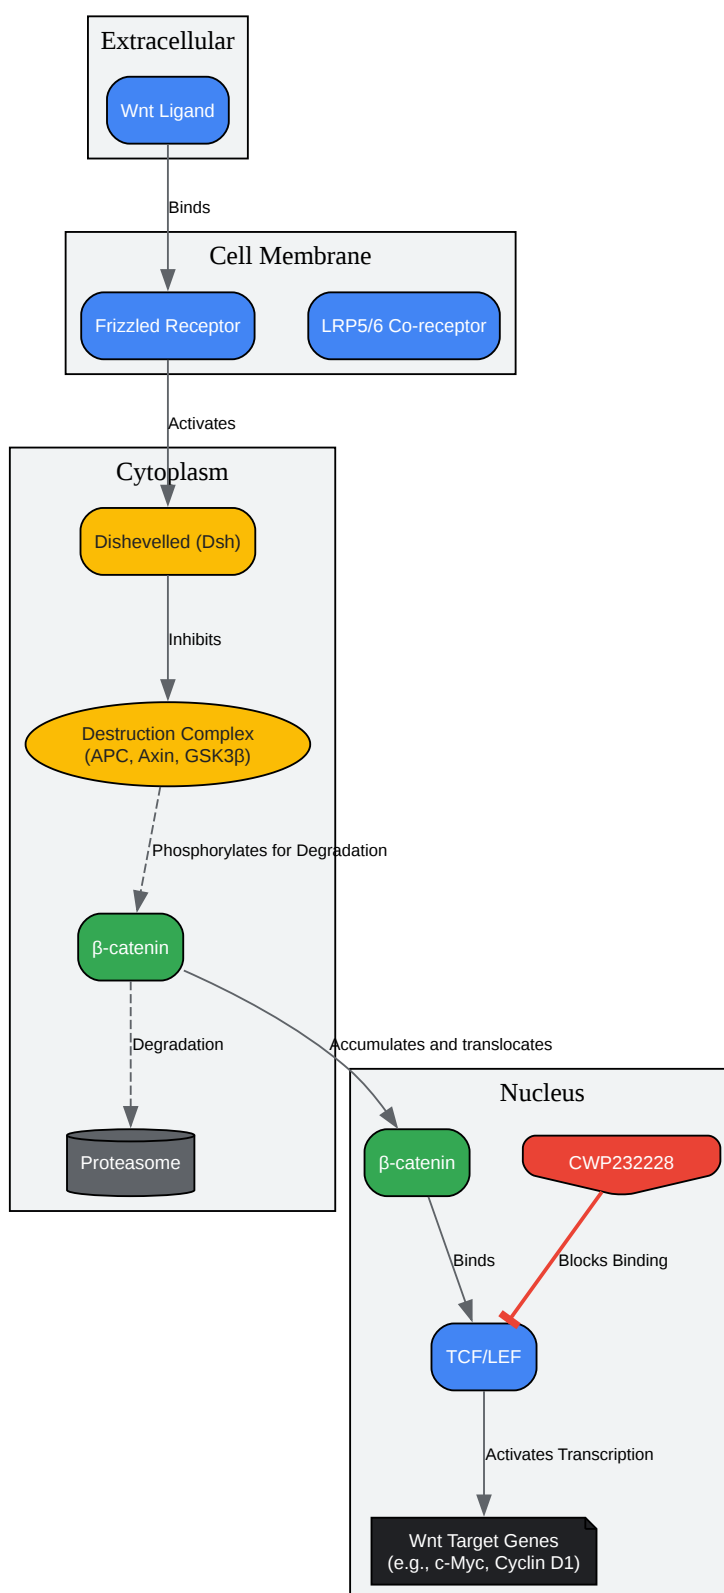 Extracellular
Wnt Ligand
Binds
Cell Membrane
Frizzled Receptor
LRP5/6 Co-receptor
Activates
Cytoplasm
Dishevelled (Dsh)
Inhibits
Destruction Complex
(APC, Axin, GSK3β)
Phosphorylates for Degradation
β-catenin
Degradation
Accumulates and translocates
Proteasome
Nucleus
β-catenin
CWP232228
Binds
Blocks Binding
TCF/LEF
Activates Transcription
Wnt Target Genes
(e.g., c-Myc, Cyclin D1)